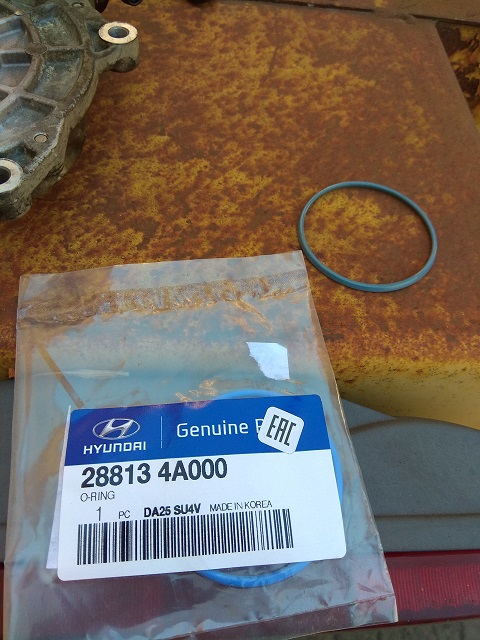 HYUNDAI
Genuine
EAC
28813 4A000
O-RING
1 PC DA25 SU4V MADE IN KOREA